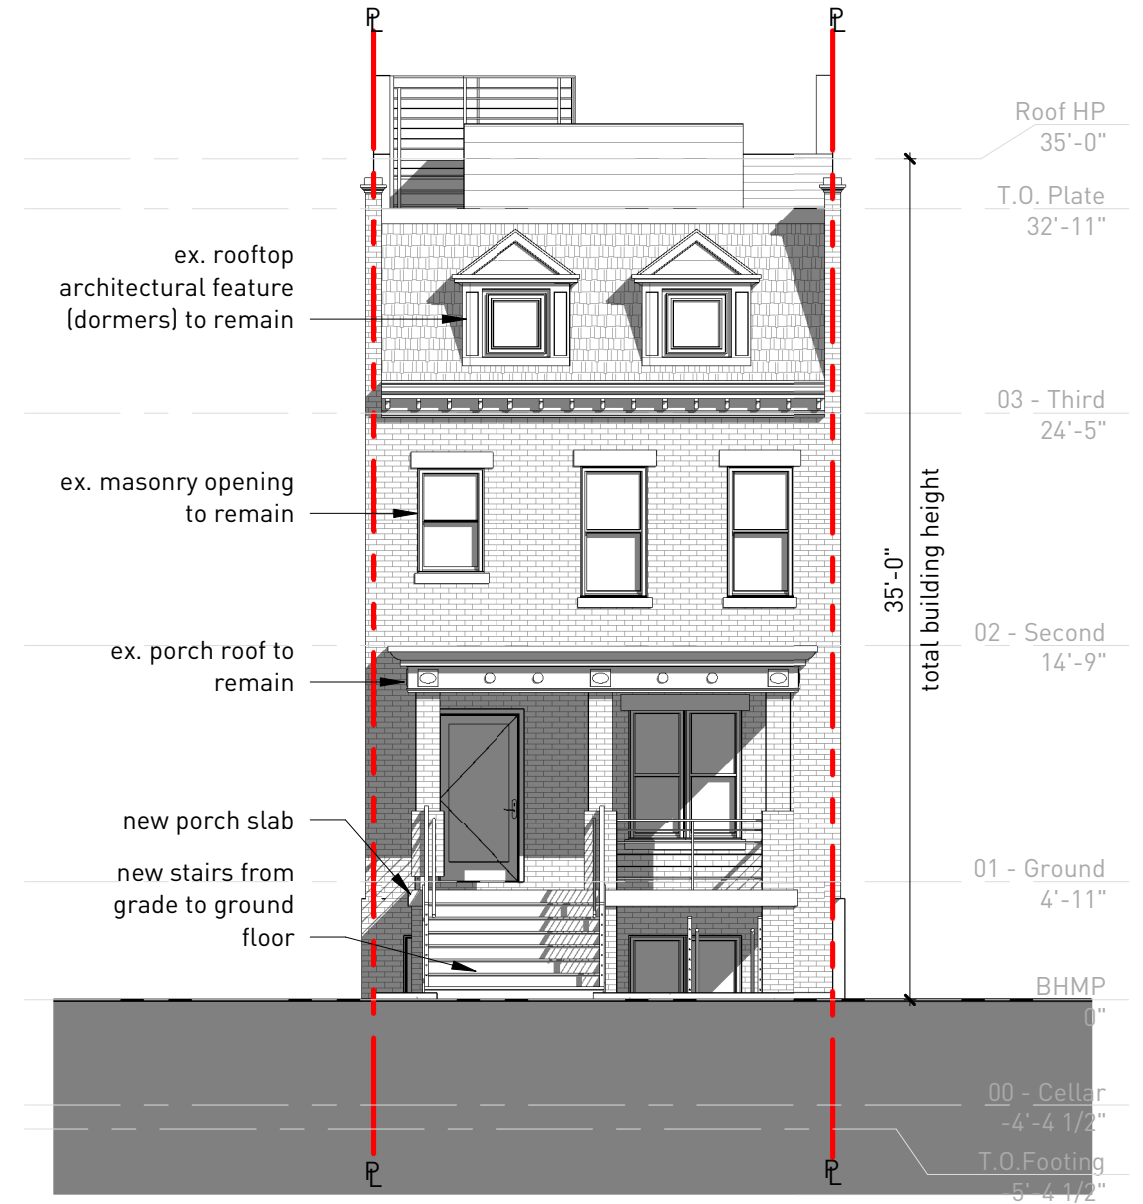 PL
PL
Roof HP
35'-0"
T.O. Plate
32'-11"
ex. rooftop
architectural feature
(dormers) to remain
03 - Third
24'-5"
ex. masonry opening
to remain
35'-0"
total building height
02 - Second
14'-9"
ex. porch roof to
remain
new porch slab
01 - Ground
4'-11"
new stairs from
grade to ground
floor
BHMP
0"
00 - Cellar
-4'-4 1/2"
T.O.Footing
-5'-4 1/2"
PL
PL